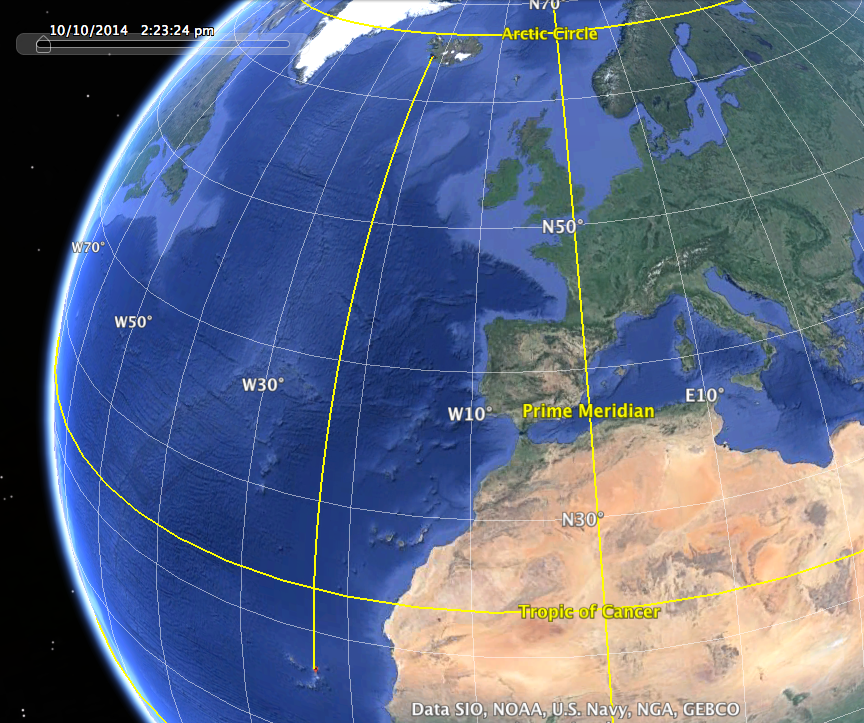 10/10/2014 2:23:24 pm
N70°
Arctic Circle
N50°
W70°
W50°
W30°
W10°
Prime Meridian
E10°
N30°
Tropic of Cancer
Data SIO, NOAA, U.S. Navy, NGA, GEBCO